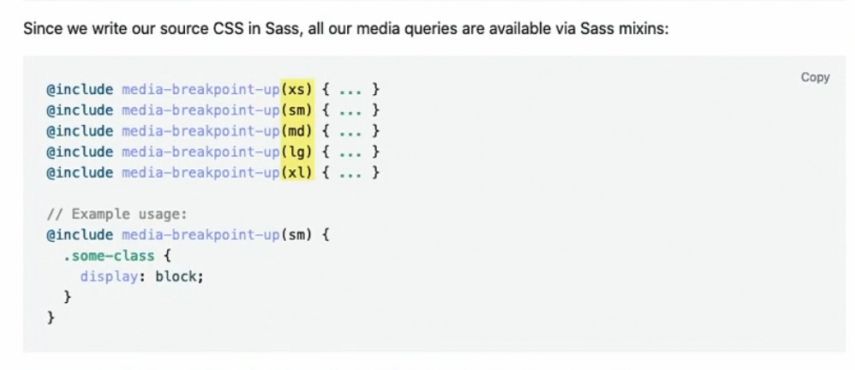 Since we write our source CSS in Sass, all our media queries are available via Sass mixins:
Copy
@include media-breakpoint-up(xs) { ... }
@include media-breakpoint-up(sm) { ... }
@include media-breakpoint-up(md) { ... }
@include media-breakpoint-up(lg) { ... }
@include media-breakpoint-up(xl) { ... }
// Example usage:
@include media-breakpoint-up(sm) {
.some-class {
display: block;
}
}